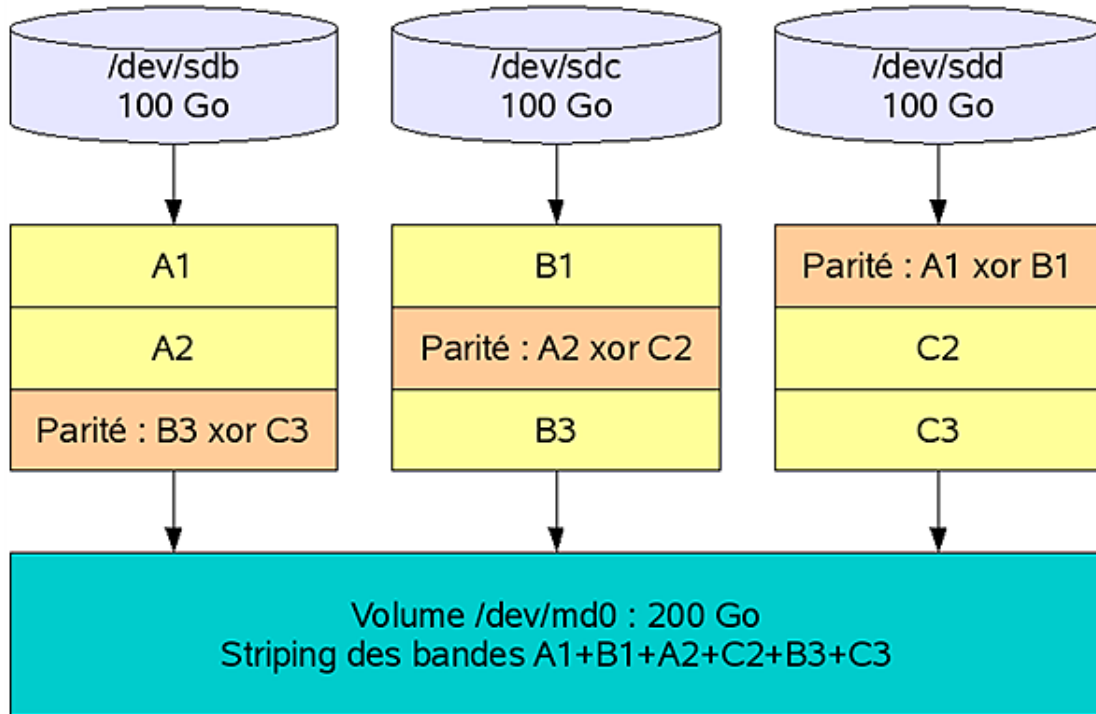 /dev/sdb
100 Go
/dev/sdc
100 Go
/dev/sdd
100 Go
A1
B1
Parité : A1 xor B1
A2
Parité : A2 xor C2
C2
Parité : B3 xor C3
B3
C3
Volume /dev/md0 : 200 Go
Striping des bandes A1+B1+A2+C2+B3+C3